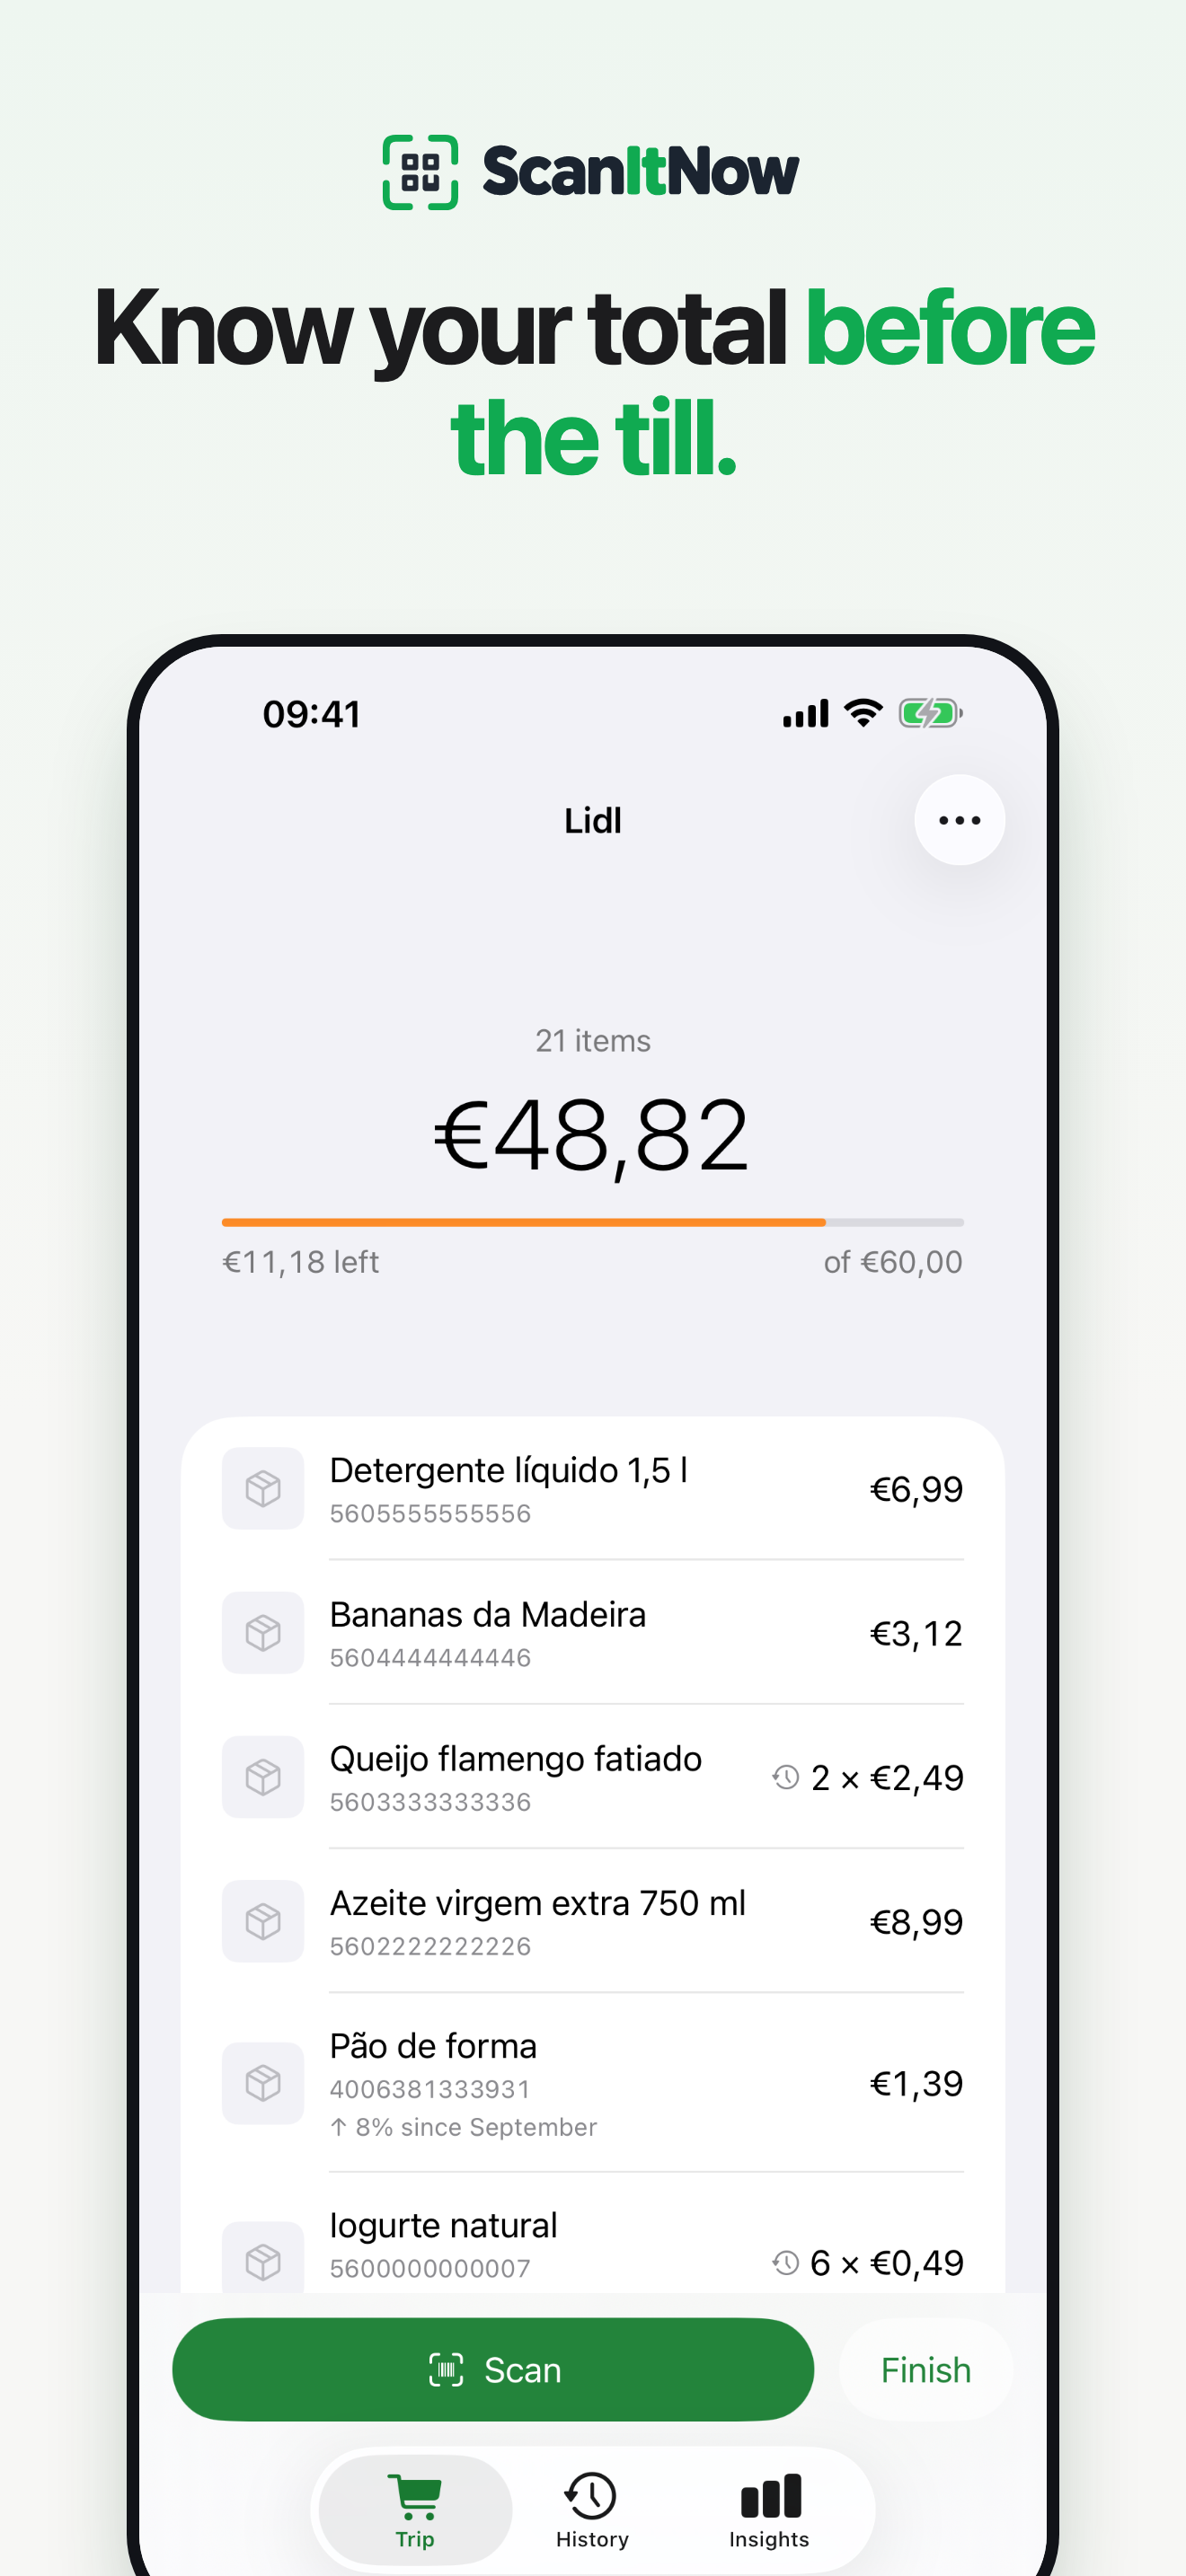 ScanItNow
Know your total before
the till.
09:41
Lidl
21 items
€48,82
€11,18 left
of €60,00
Detergente líquido 1,5 l
5605555555556
€6,99
Bananas da Madeira
5604444444446
€3,12
Queijo flamengo fatiado
5603333333336
2 × €2,49
Azeite virgem extra 750 ml
5602222222226
€8,99
Pão de forma
4006381333931
↑ 8% since September
€1,39
Iogurte natural
5600000000007
6 × €0,49
Scan
Finish
Trip
History
Insights